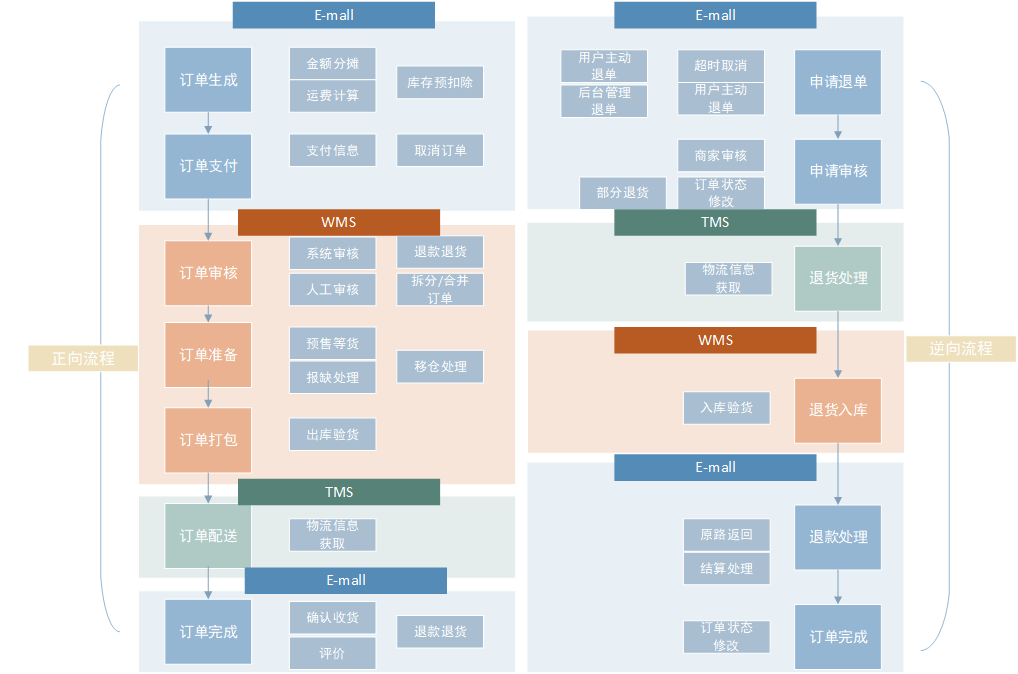 E-mall
订单生成
金额分摊
运费计算
库存预扣除
订单支付
支付信息
取消订单
WMS
订单审核
系统审核
人工审核
退款退货
拆分/合并
订单
订单准备
预售等货
报缺处理
移仓处理
订单打包
出库验货
TMS
订单配送
物流信息
获取
E-mall
订单完成
确认收货
评价
退款退货
正向流程
E-mall
用户主动
退单
后台管理
退单
超时取消
用户主动
退单
申请退单
商家审核
部分退货
订单状态
修改
申请审核
TMS
物流信息
获取
退货处理
WMS
入库验货
退货入库
E-mall
原路返回
结算处理
退款处理
订单状态
修改
订单完成
逆向流程